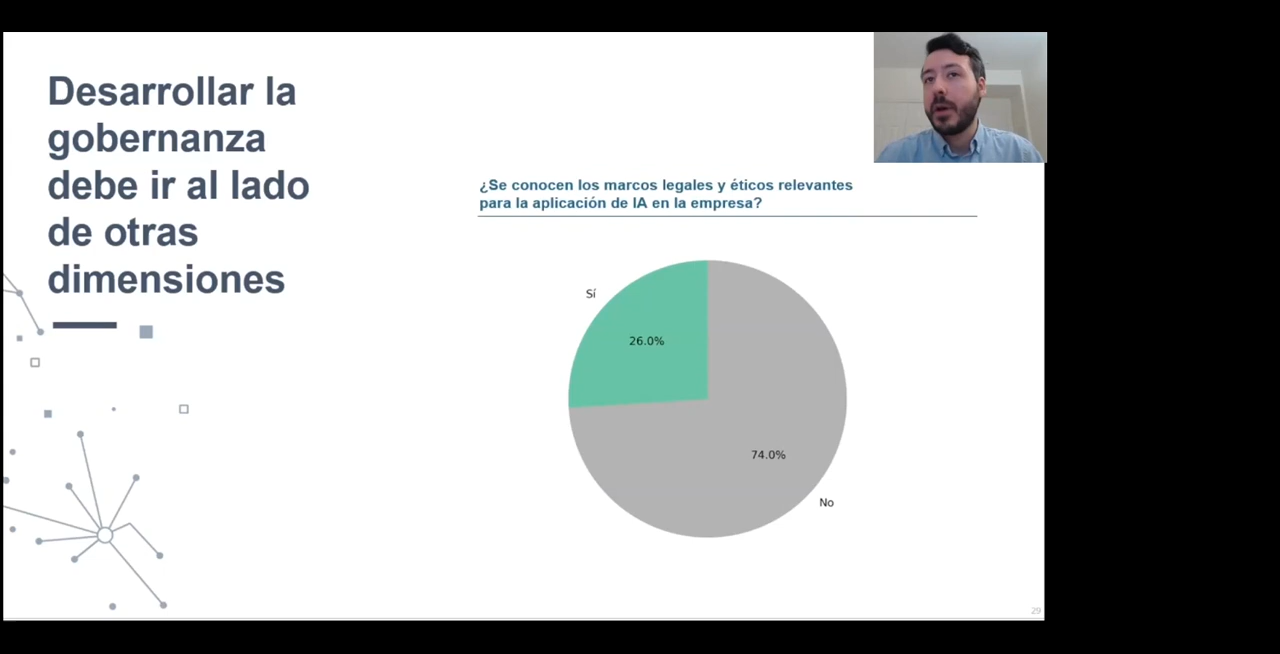 Desarrollar la
gobernanza
debe ir al lado
de otras
dimensiones
¿Se conocen los marcos legales y éticos relevantes
para la aplicación de IA en la empresa?
Sí
26.0%
74.0%
No
29